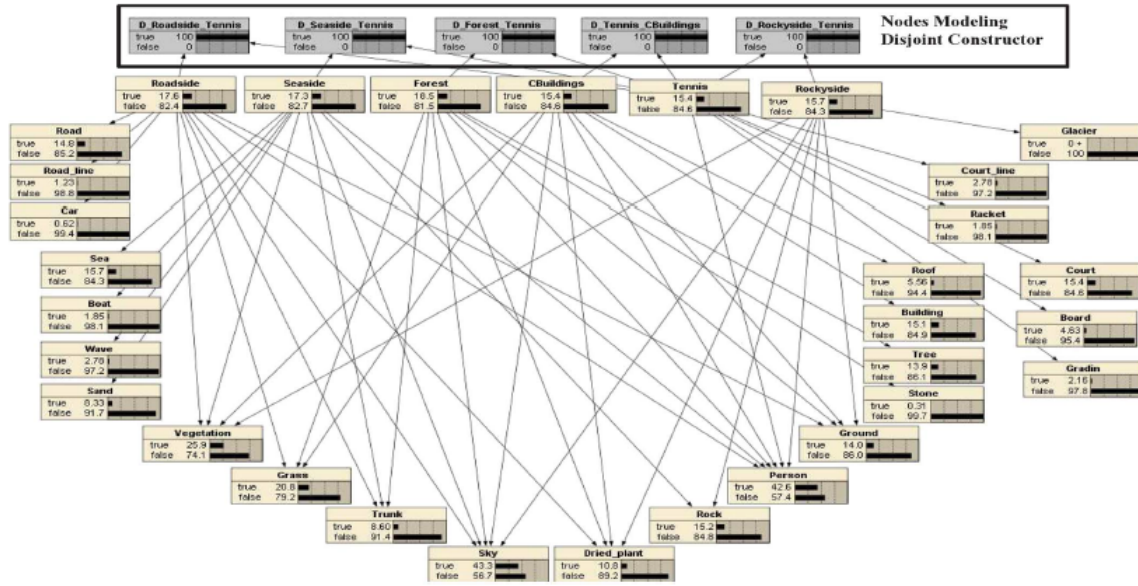 D_Roadside_Tennis
true 100
false 0
D_Seaside_Tennis
true 100
false 0
D_Forest_Tennis
true 100
false 0
D_Tennis_CBuildings
true 100
false 0
D_Rockyside_Tennis
true 100
false 0
Nodes Modeling
Disjoint Constructor
Roadside
true 17.6
false 82.4
Seaside
true 17.3
false 82.7
Forest
true 18.5
false 81.5
CBuildings
true 15.4
false 84.6
Tennis
true 15.4
false 84.6
Rockyside
true 15.7
false 84.3
Road
true 14.8
false 85.2
Glacier
true 0 +
false 100
Road_line
true 1.23
false 98.8
Court_line
true 2.78
false 97.2
Car
true 0.62
false 99.4
Racket
true 1.85
false 98.1
Sea
true 15.7
false 84.3
Roof
true 5.56
false 94.4
Court
true 15.4
false 84.6
Boat
true 1.85
false 98.1
Building
true 15.1
false 84.9
Board
true 4.63
false 95.4
Wave
true 2.78
false 97.2
Tree
true 13.9
false 86.1
Gradin
true 2.16
false 97.8
Sand
true 8.33
false 91.7
Stone
true 0.31
false 99.7
Vegetation
true 25.9
false 74.1
Ground
true 14.0
false 86.0
Grass
true 20.8
false 79.2
Person
true 42.6
false 57.4
Trunk
true 8.60
false 91.4
Rock
true 15.2
false 84.8
Sky
true 43.3
false 56.7
Dried_plant
true 10.8
false 89.2